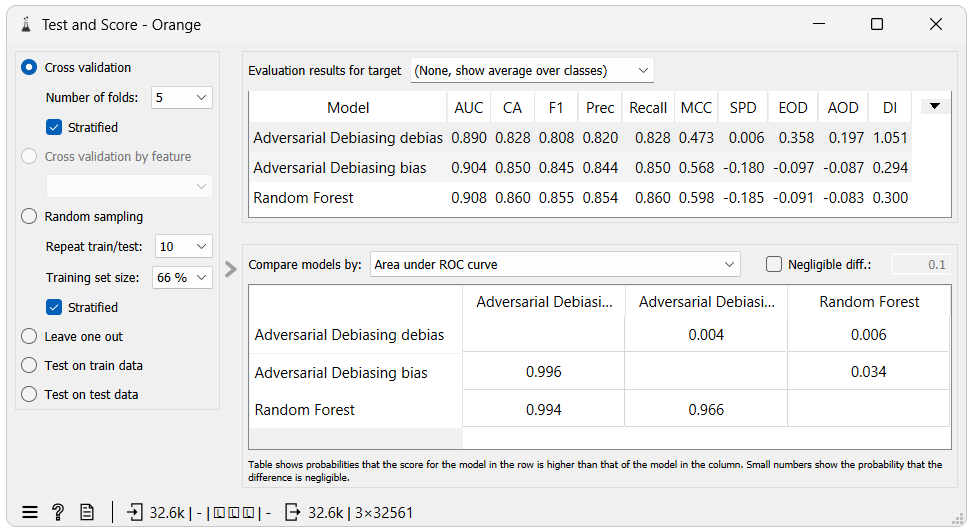 Test and Score - Orange
Cross validation
Number of folds: 5
Stratified
Cross validation by feature
Random sampling
Repeat train/test: 10
Training set size: 66 %
Stratified
Leave one out
Test on train data
Test on test data
Evaluation results for target (None, show average over classes)
Model AUC CA F1 Prec Recall MCC SPD EOD AOD DI
Adversarial Debiasing debias 0.890 0.828 0.808 0.820 0.828 0.473 0.006 0.358 0.197 1.051
Adversarial Debiasing bias 0.904 0.850 0.845 0.844 0.850 0.568 -0.180 -0.097 -0.087 0.294
Random Forest 0.908 0.860 0.855 0.854 0.860 0.598 -0.185 -0.091 -0.083 0.300
Compare models by: Area under ROC curve Negligible diff.: 0.1
Adversarial Debiasi... Adversarial Debiasi... Random Forest
Adversarial Debiasing debias 0.004 0.006
Adversarial Debiasing bias 0.996 0.034
Random Forest 0.994 0.966
Table shows probabilities that the score for the model in the row is higher than that of the model in the column. Small numbers show the probability that the
difference is negligible.
32.6k | - | ▯▯▯ | - 32.6k | 3×32561